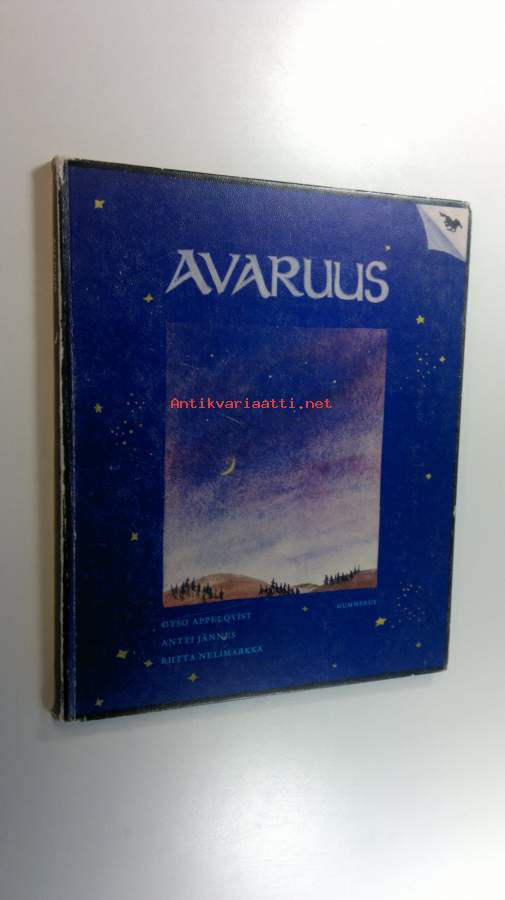 AVARUUS
Antikvariaatti.net
OTSO APPELQVIST
ANTTI JÄNNES
RIITTA NELIMARKKA
GUMMERUS